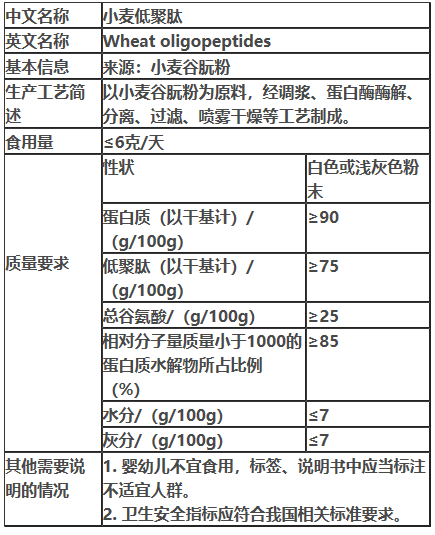 中文名称 小麦低聚肽
英文名称 Wheat oligopeptides
基本信息 来源：小麦谷朊粉
生产工艺简述 以小麦谷朊粉为原料，经调浆、蛋白酶酶解、
分离、过滤、喷雾干燥等工艺制成。
食用量 ≤6克/天
质量要求
性状 白色或浅灰色粉末
蛋白质（以干基计）/（g/100g） ≥90
低聚肽（以干基计）/（g/100g） ≥75
总谷氨酸/（g/100g） ≥25
相对分子量质量小于1000的
蛋白质水解物所占比例
（%） ≥85
水分/（g/100g） ≤7
灰分/（g/100g） ≤7
其他需要说明的情况
1. 婴幼儿不宜食用，标签、说明书中应当标注
不适宜人群。
2. 卫生安全指标应符合我国相关标准要求。